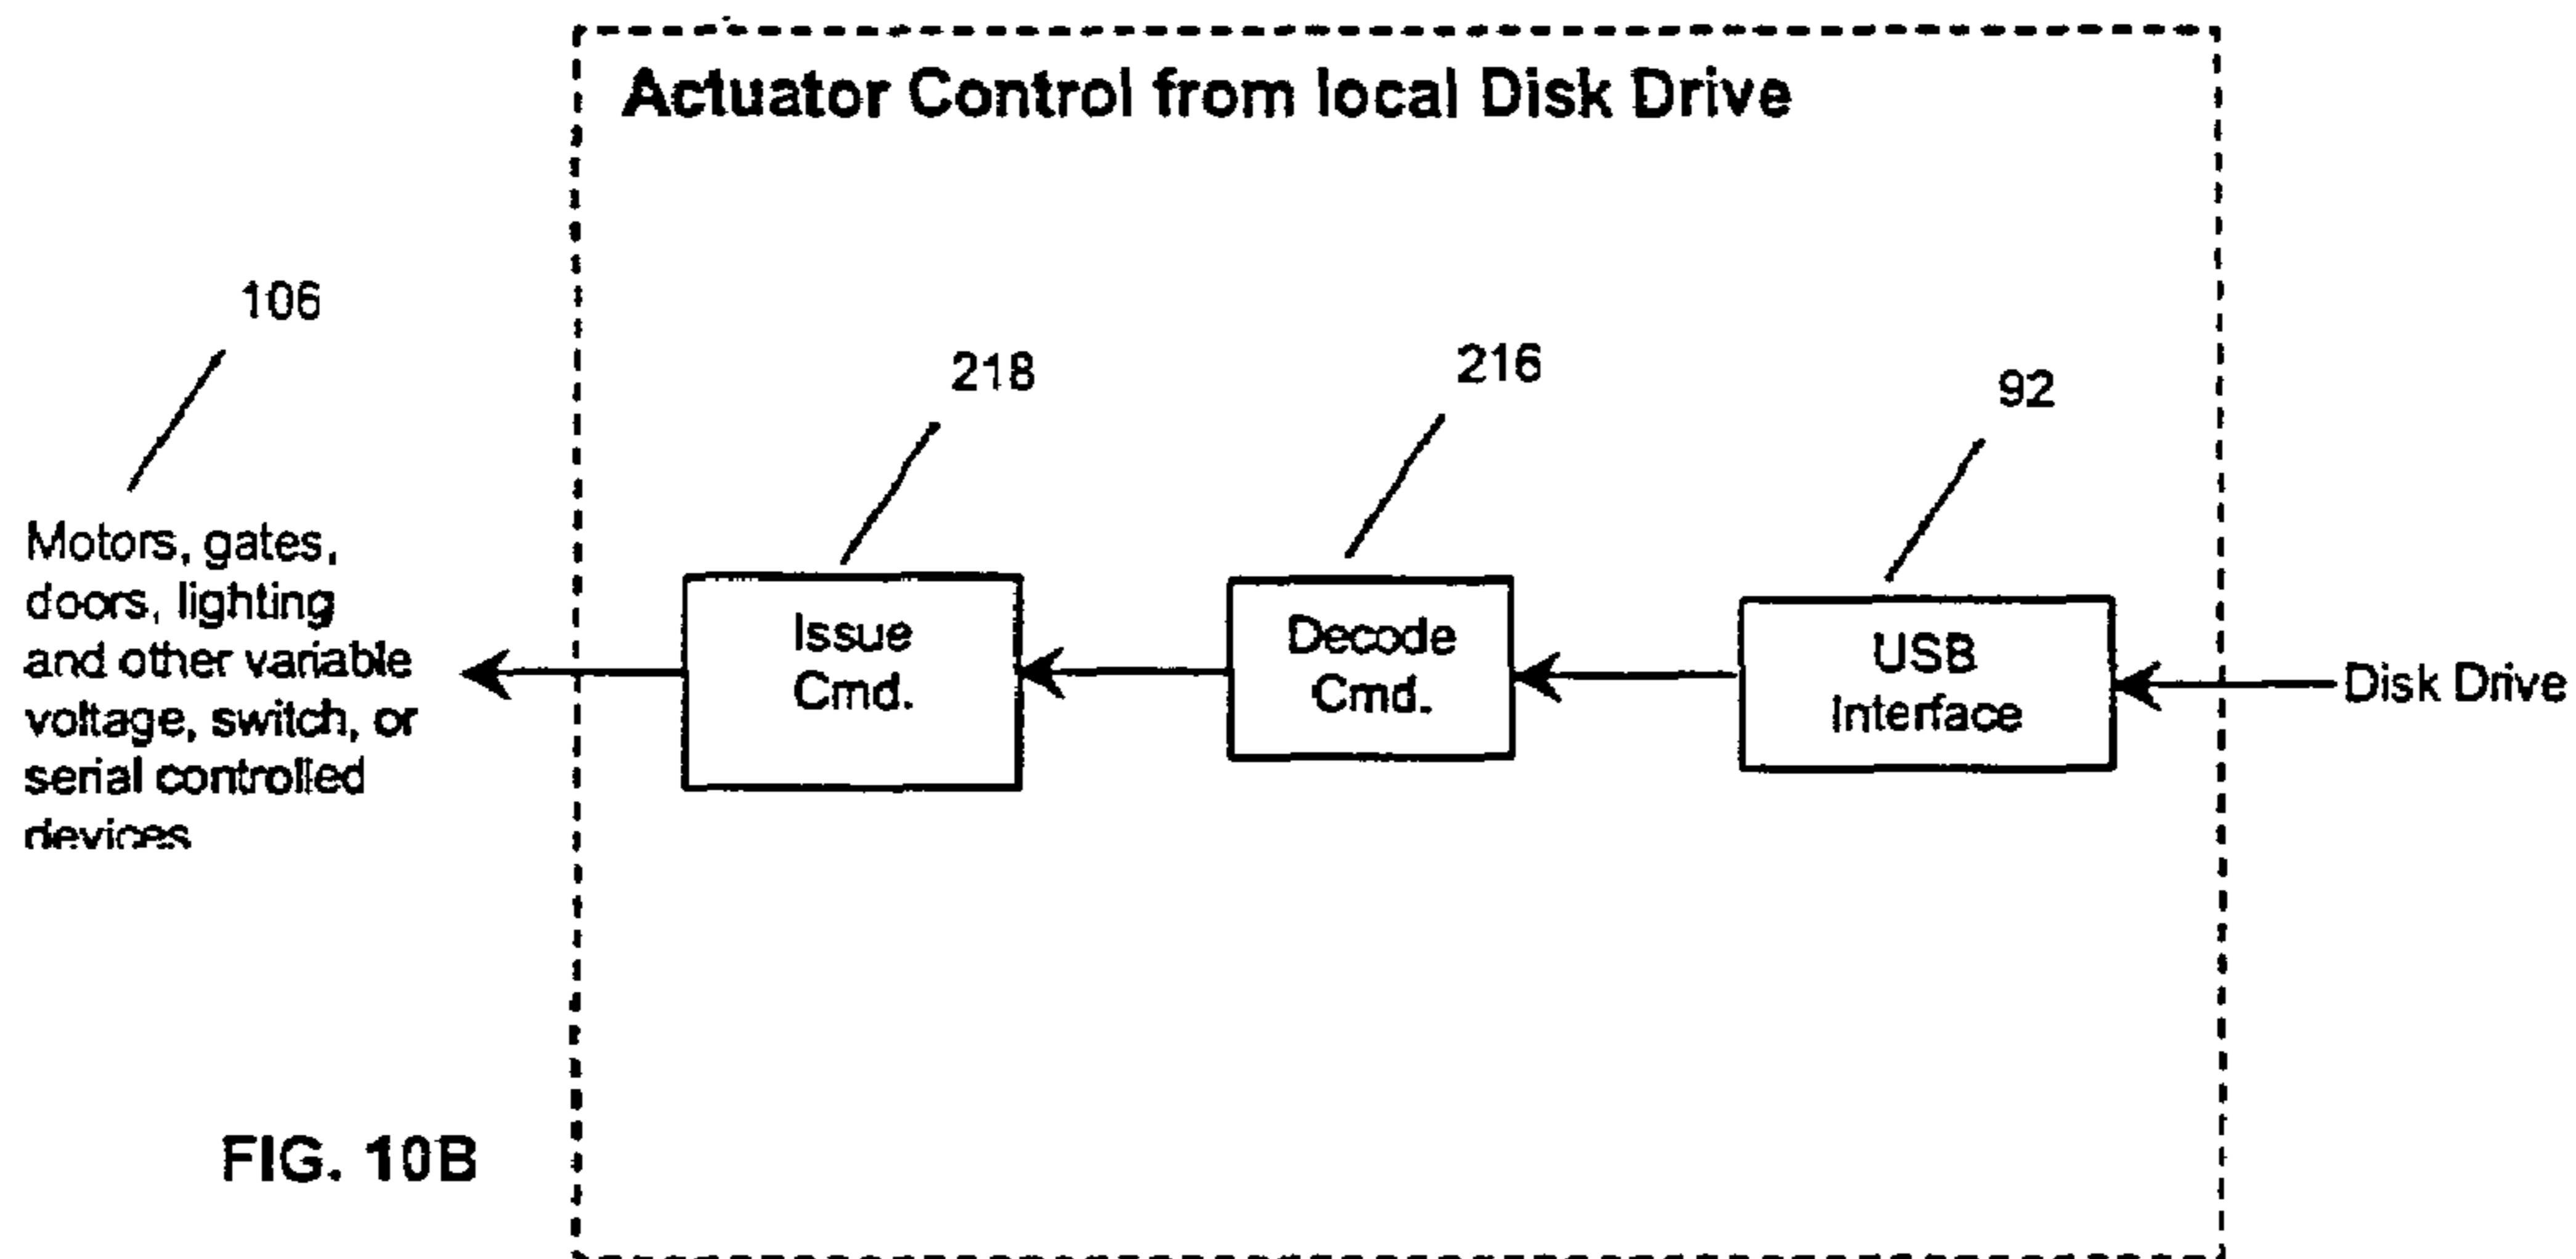 Actuator Control from local Disk Drive
106
218
216
92
Motors, gates,
doors, lighting
and other variable
voltage, switch, or
serial controlled
devices
Issue
Cmd.
Decode
Cmd.
USB
Interface
Disk Drive
FIG. 10B